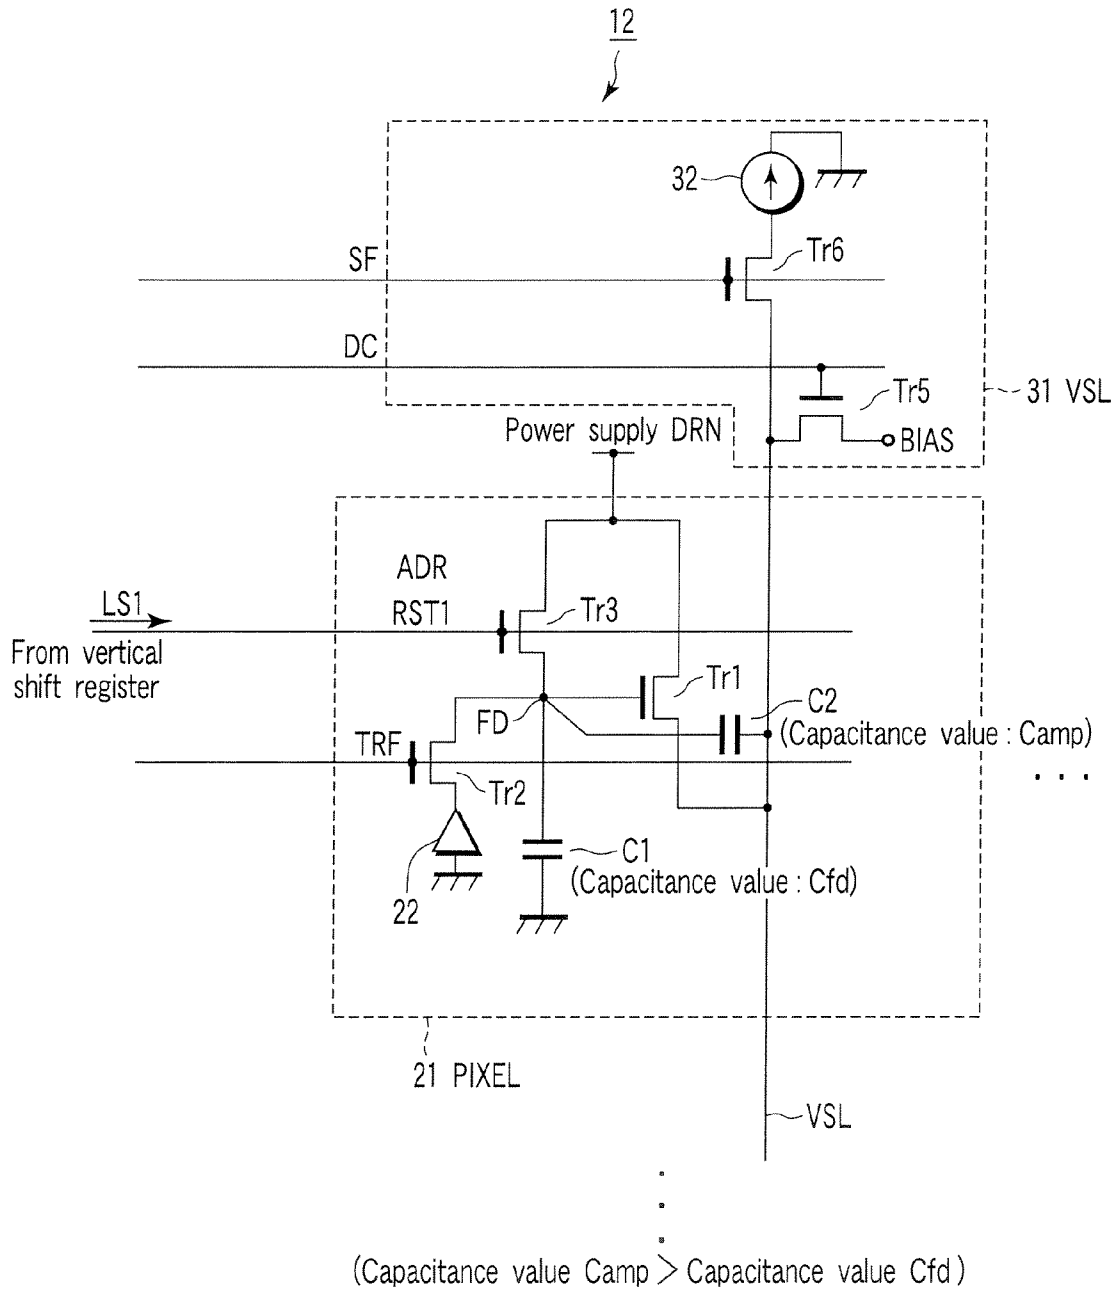 12
32
Tr6
SF
DC
Tr5
31 VSL
Power supply DRN
BIAS
ADR
LS1
RST1
Tr3
From vertical
shift register
Tr1
FD
C2
(Capacitance value : Camp)
TRF
Tr2
. . .
C1
(Capacitance value : Cfd)
22
21 PIXEL
VSL
.
.
.
(Capacitance value Camp > Capacitance value Cfd)